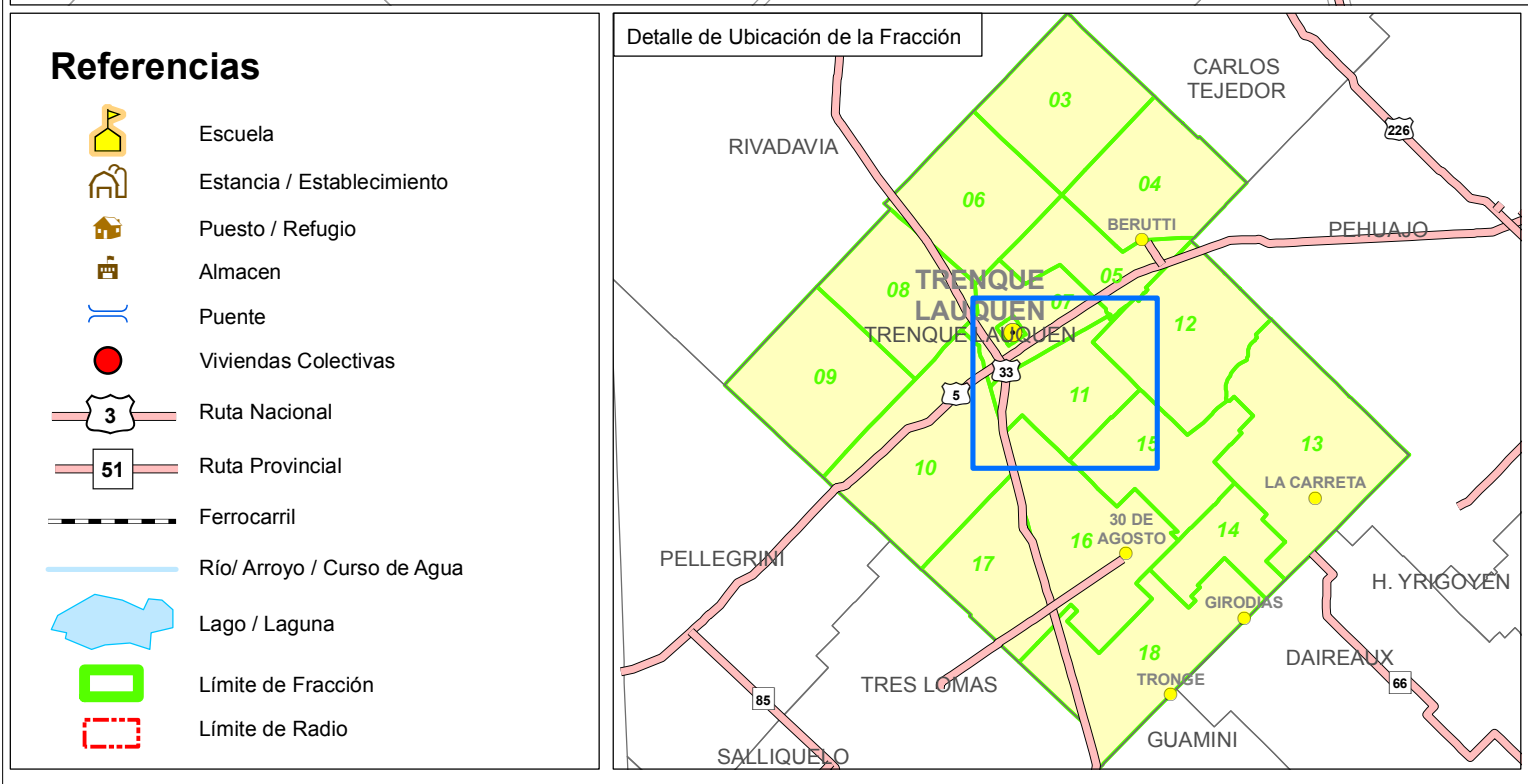 Referencias
Escuela
Estancia / Establecimiento
Puesto / Refugio
Almacen
Puente
Viviendas Colectivas
3
Ruta Nacional
51
Ruta Provincial
Ferrocarril
Río/ Arroyo / Curso de Agua
Lago / Laguna
Límite de Fracción
Límite de Radio
Detalle de Ubicación de la Fracción
CARLOS
TEJEDOR
03
226
RIVADAVIA
04
06
BERUTTI
PEHUAJO
05
TRENQUE
LAUQUEN
08
07
12
TRENQUE LAUQUEN
33
09
5
11
15
13
10
LA CARRETA
30 DE
AGOSTO
16
14
PELLEGRINI
17
H. YRIGOYEN
GIRODIAS
18
DAIREAUX
TRONGE
TRES LOMAS
66
85
GUAMINI
SALLIQUELO